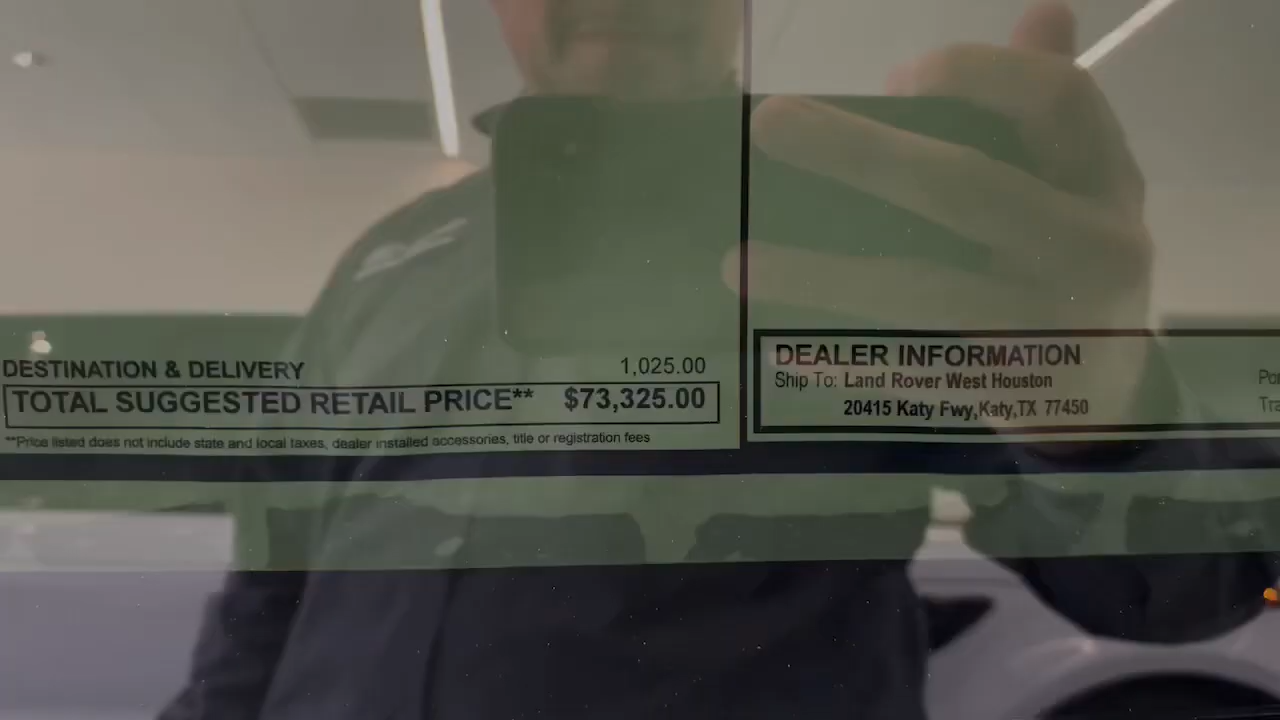 DESTINATION & DELIVERY 1,025.00
TOTAL SUGGESTED RETAIL PRICE** $73,325.00
**Price listed does not include state and local taxes, dealer installed accessories, title or registration fees
DEALER INFORMATION
Ship To: Land Rover West Houston
20415 Katy Fwy,Katy,TX 77450